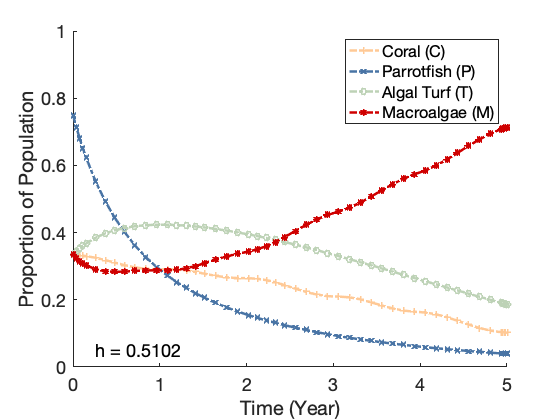 1
0.8
0.6
0.4
0.2
0
Proportion of Population
Coral (C)
Parrotfish (P)
Algal Turf (T)
Macroalgae (M)
h = 0.5102
0 1 2 3 4 5
Time (Year)